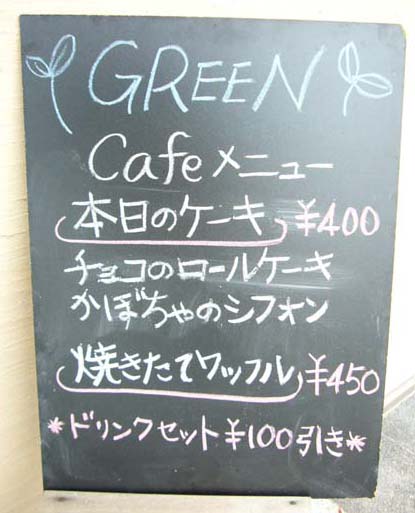 GREEN
Cafeメニュー
本日のケーキ ¥400
チョコのロールケーキ
かぼちゃのシフォン
焼きたてワッフル ¥450
*ドリンクセット¥100引き*